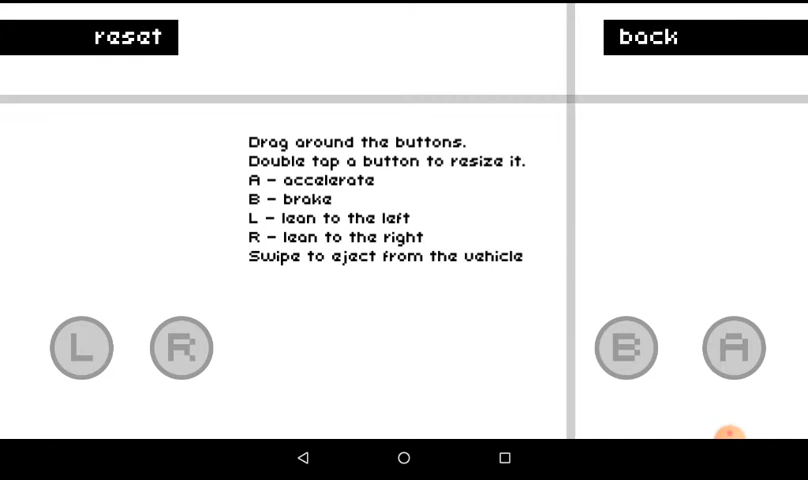 reset
back
Drag around the buttons.
Double tap a button to resize it.
A - accelerate
B - brake
L - lean to the left
R - lean to the right
Swipe to eject from the vehicle
L R B A